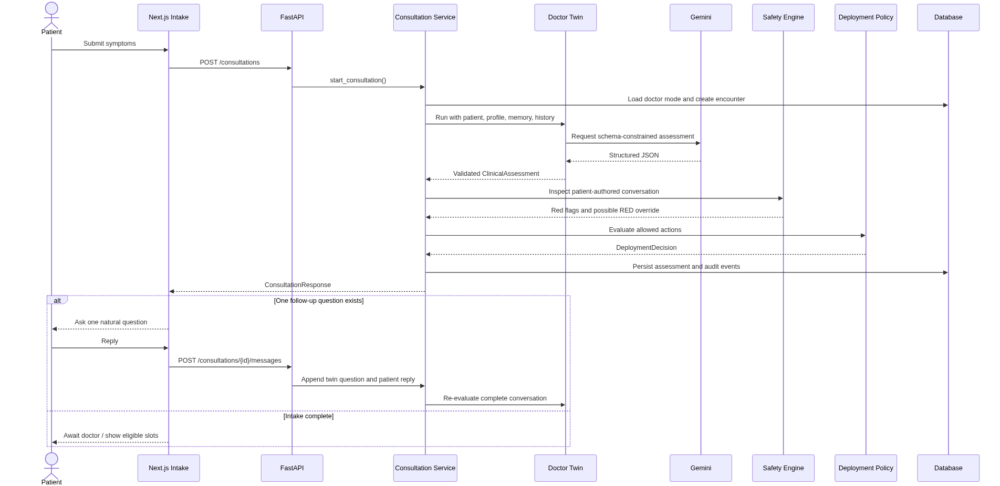 Patient
Next.js Intake
FastAPI
Consultation Service
Doctor Twin
Gemini
Safety Engine
Deployment Policy
Database
Submit symptoms
POST /consultations
start_consultation()
Load doctor mode and create encounter
Run with patient, profile, memory, history
Request schema-constrained assessment
Structured JSON
Validated ClinicalAssessment
Inspect patient-authored conversation
Red flags and possible RED override
Evaluate allowed actions
DeploymentDecision
Persist assessment and audit events
ConsultationResponse
alt
[One follow-up question exists]
Ask one natural question
Reply
POST /consultations/{id}/messages
Append twin question and patient reply
Re-evaluate complete conversation
[Intake complete]
Await doctor / show eligible slots
Patient
Next.js Intake
FastAPI
Consultation Service
Doctor Twin
Gemini
Safety Engine
Deployment Policy
Database